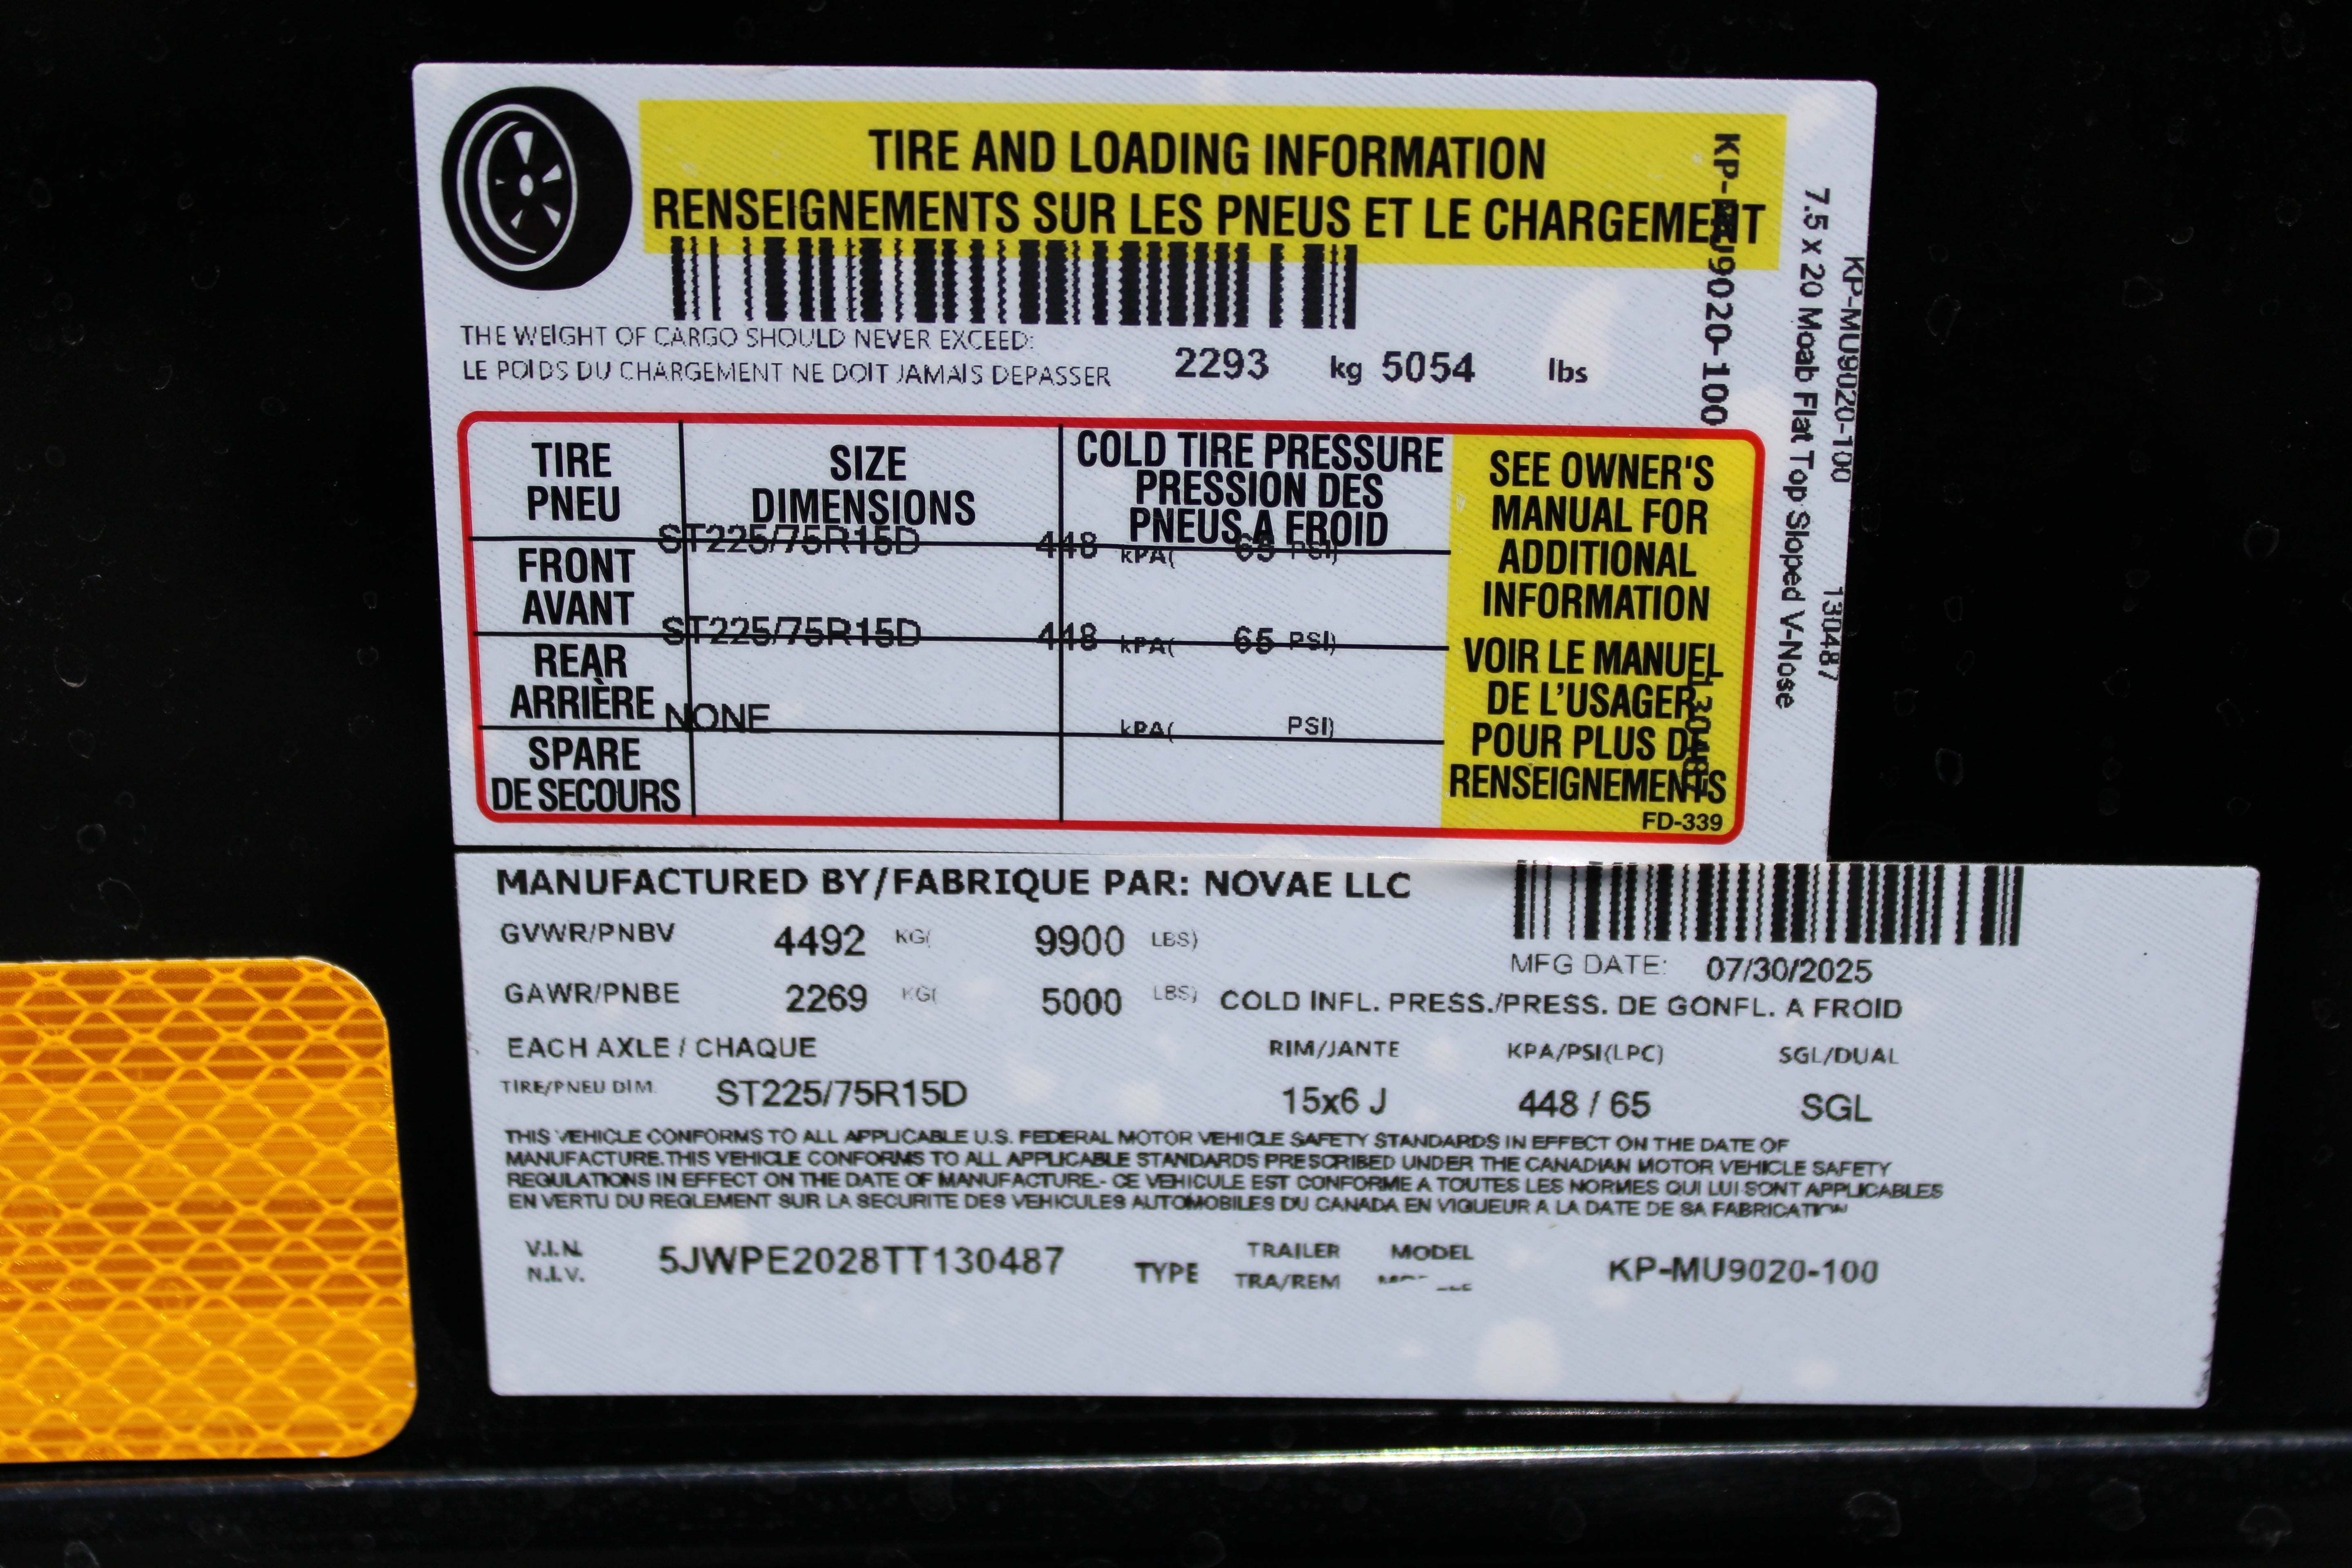 TIRE AND LOADING INFORMATION
RENSEIGNEMENTS SUR LES PNEUS ET LE CHARGEMENT
THE WEIGHT OF CARGO SHOULD NEVER EXCEED:
LE POIDS DU CHARGEMENT NE DOIT JAMAIS DEPASSER 2293 kg 5054 lbs
TIRE
PNEU
SIZE
DIMENSIONS
COLD TIRE PRESSURE
PRESSION DES
PNEUS A FROID
ST225/75R15D 448 kPA( 65 PSI)
FRONT
AVANT
ST225/75R15D 448 kPA( 65 PSI)
REAR
ARRIÈRE
NONE kPA( PSI)
SPARE
DE SECOURS
SEE OWNER'S
MANUAL FOR
ADDITIONAL
INFORMATION
VOIR LE MANUEL
DE L'USAGER
POUR PLUS DE
RENSEIGNEMENTS
FD-339
KP-MU9020-100
130487
7.5 x 20 Moab Flat Top Sloped V-Nose
KP-MU9020-100 130487
MANUFACTURED BY/FABRIQUE PAR: NOVAE LLC
GVWR/PNBV 4492 KG( 9900 LBS)
MFG DATE: 07/30/2025
GAWR/PNBE 2269 KG( 5000 LBS) COLD INFL. PRESS./PRESS. DE GONFL. A FROID
EACH AXLE / CHAQUE RIM/JANTE KPA/PSI(LPC) SGL/DUAL
TIRE/PNEU DIM. ST225/75R15D 15x6 J 448 / 65 SGL
THIS VEHICLE CONFORMS TO ALL APPLICABLE U.S. FEDERAL MOTOR VEHICLE SAFETY STANDARDS IN EFFECT ON THE DATE OF
MANUFACTURE.THIS VEHICLE CONFORMS TO ALL APPLICABLE STANDARDS PRESCRIBED UNDER THE CANADIAN MOTOR VEHICLE SAFETY
REGULATIONS IN EFFECT ON THE DATE OF MANUFACTURE.- CE VEHICULE EST CONFORME A TOUTES LES NORMES QUI LUI SONT APPLICABLES
EN VERTU DU REGLEMENT SUR LA SECURITE DES VEHICULES AUTOMOBILES DU CANADA EN VIGUEUR A LA DATE DE SA FABRICATION
V.I.N.
N.I.V.
5JWPE2028TT130487
TYPE
TRAILER
TRA/REM
MODEL
KP-MU9020-100